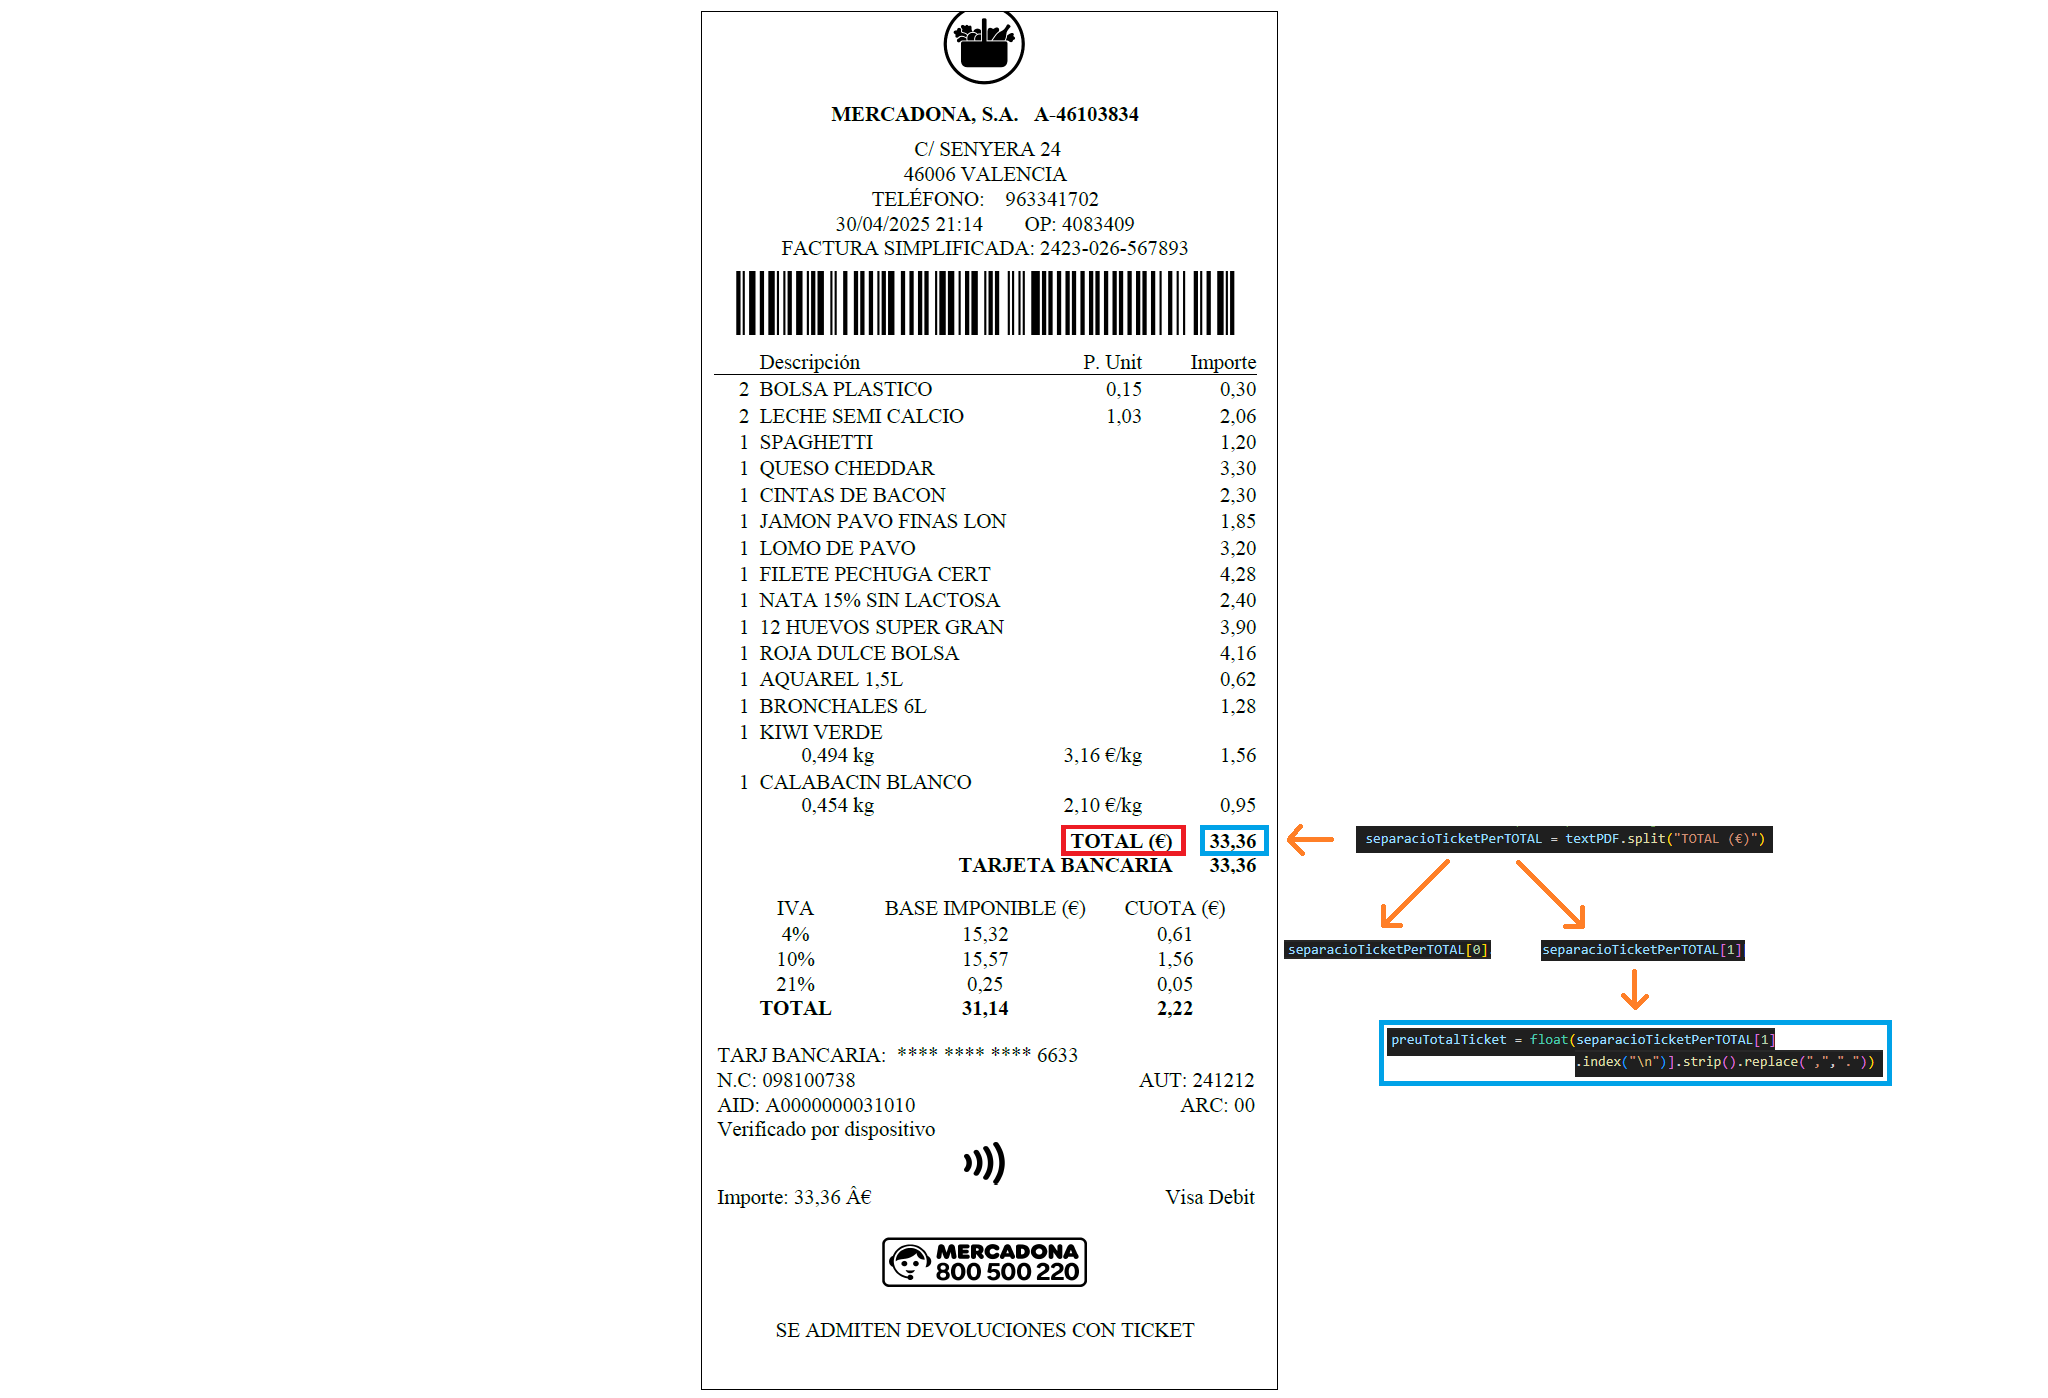 MERCADONA, S.A. A-46103834
C/ SENYERA 24
46006 VALENCIA
TELÉFONO: 963341702
30/04/2025 21:14 OP: 4083409
FACTURA SIMPLIFICADA: 2423-026-567893
Descripción P. Unit Importe
2 BOLSA PLASTICO 0,15 0,30
2 LECHE SEMI CALCIO 1,03 2,06
1 SPAGHETTI 1,20
1 QUESO CHEDDAR 3,30
1 CINTAS DE BACON 2,30
1 JAMON PAVO FINAS LON 1,85
1 LOMO DE PAVO 3,20
1 FILETE PECHUGA CERT 4,28
1 NATA 15% SIN LACTOSA 2,40
1 12 HUEVOS SUPER GRAN 3,90
1 ROJA DULCE BOLSA 4,16
1 AQUAREL 1,5L 0,62
1 BRONCHALES 6L 1,28
1 KIWI VERDE
0,494 kg 3,16 €/kg 1,56
1 CALABACIN BLANCO
0,454 kg 2,10 €/kg 0,95
TOTAL (€) 33,36
TARJETA BANCARIA 33,36
IVA BASE IMPONIBLE (€) CUOTA (€)
4% 15,32 0,61
10% 15,57 1,56
21% 0,25 0,05
TOTAL 31,14 2,22
TARJ BANCARIA: **** **** **** 6633
N.C: 098100738 AUT: 241212
AID: A0000000031010 ARC: 00
Verificado por dispositivo
Importe: 33,36 Â€ Visa Debit
MERCADONA
800 500 220
SE ADMITEN DEVOLUCIONES CON TICKET
separacioTicketPerTOTAL = textPDF.split("TOTAL (€)")
separacioTicketPerTOTAL[0]
separacioTicketPerTOTAL[1]
preuTotalTicket = float(separacioTicketPerTOTAL[1]
.index("\n")].strip().replace(",","."))